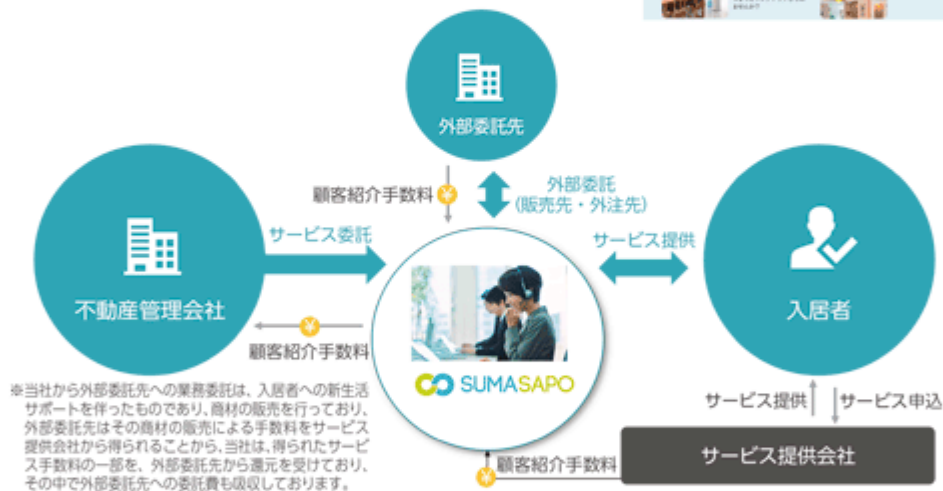 外部委託先
顧客紹介手数料
¥
外部委託
(販売先・外注先)
サービス委託
サービス提供
不動産管理会社
入居者
¥
顧客紹介手数料
SUMASAPO
※当社から外部委託先への業務委託は、入居者への新生活
サポートを伴ったものであり、商材の販売を行っており、
外部委託先はその商材の販売による手数料をサービス
提供会社から得られることから、当社は、得られたサービ
ス手数料の一部を、外部委託先から還元を受けており、
その中で外部委託先への委託費も吸収しております。
サービス提供
サービス申込
サービス提供会社
¥
顧客紹介手数料